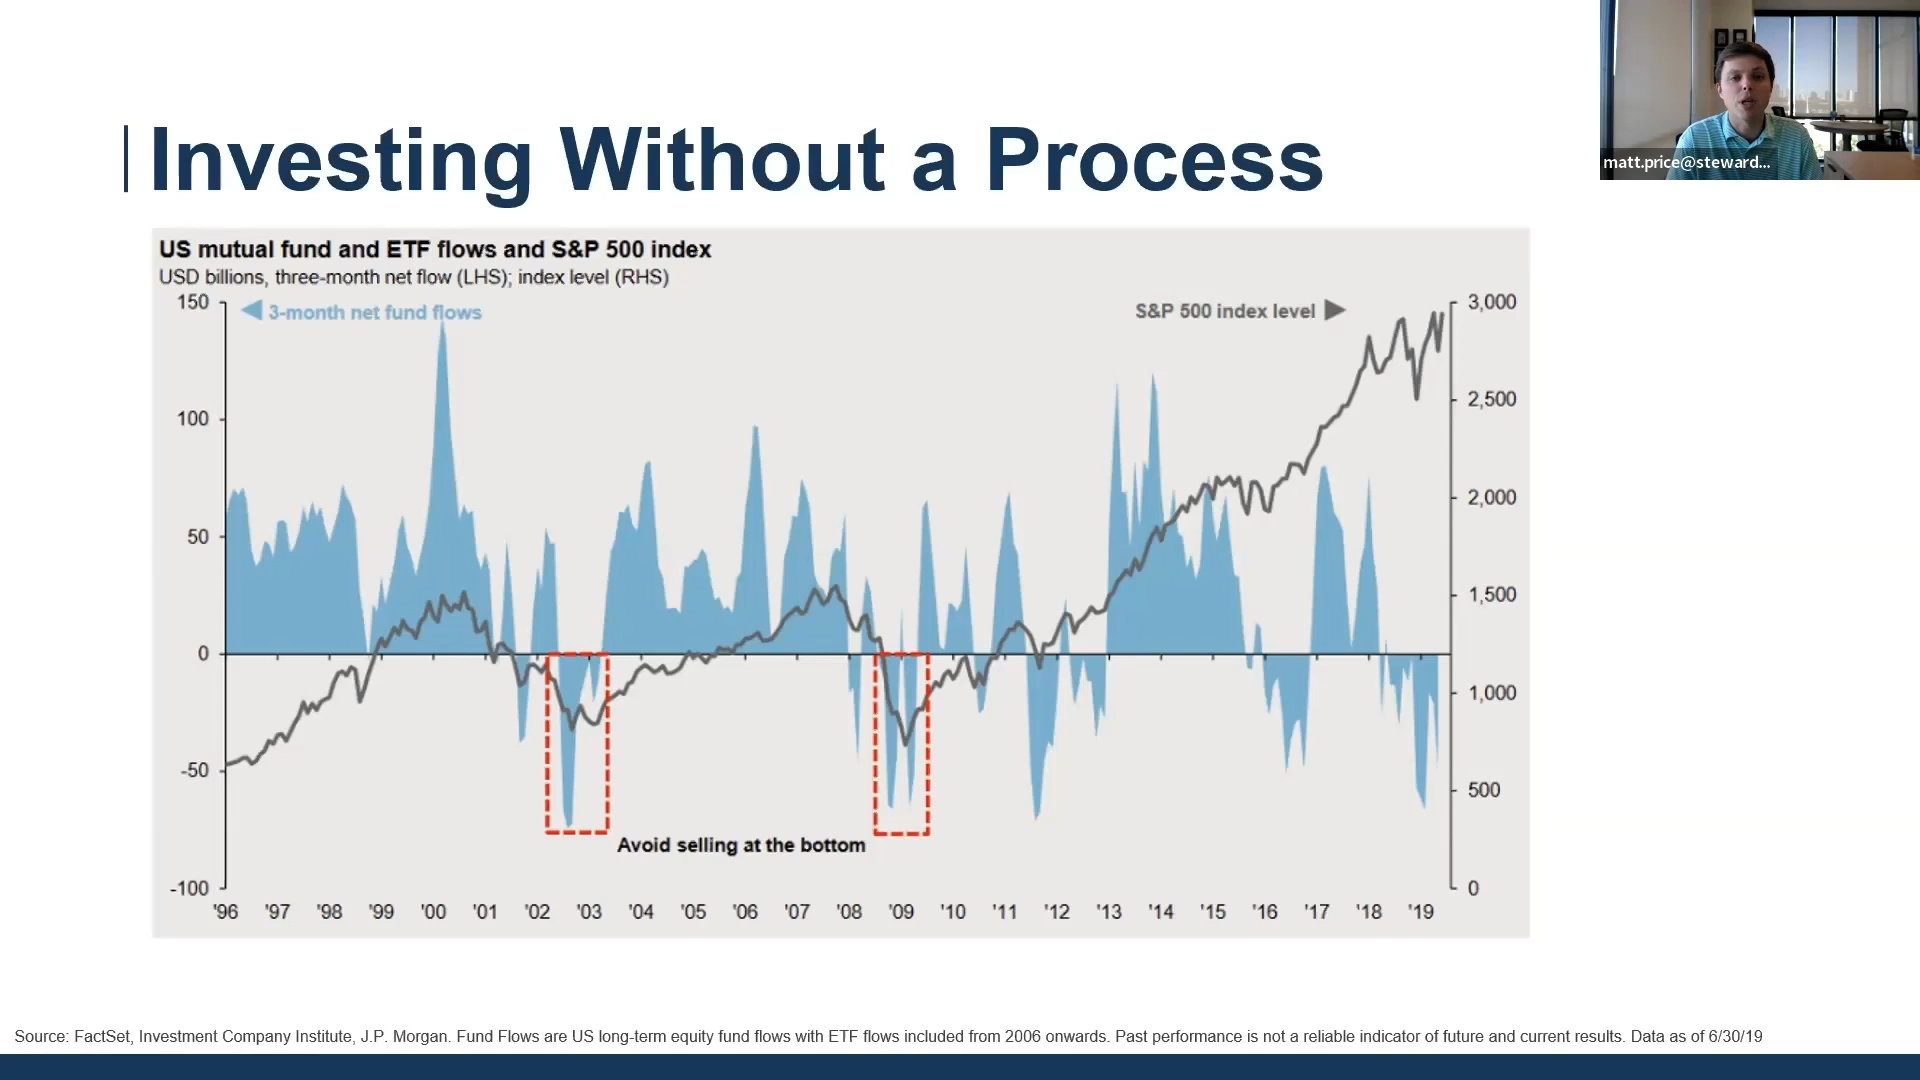 matt.price@steward...
Investing Without a Process
US mutual fund and ETF flows and S&P 500 index
USD billions, three-month net flow (LHS); index level (RHS)
3-month net fund flows
S&P 500 index level
150
100
50
0
-50
-100
3,000
2,500
2,000
1,500
1,000
500
0
Avoid selling at the bottom
'96 '97 '98 '99 '00 '01 '02 '03 '04 '05 '06 '07 '08 '09 '10 '11 '12 '13 '14 '15 '16 '17 '18 '19
Source: FactSet, Investment Company Institute, J.P. Morgan. Fund Flows are US long-term equity fund flows with ETF flows included from 2006 onwards. Past performance is not a reliable indicator of future and current results. Data as of 6/30/19